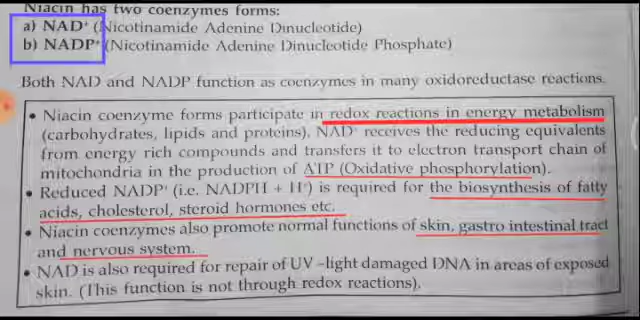 Niacin has two coenzymes forms:
a) NAD⁺ (Nicotinamide Adenine Dinucleotide)
b) NADP⁺ (Nicotinamide Adenine Dinucleotide Phosphate)
Both NAD and NADP function as coenzymes in many oxidoreductase reactions.
• Niacin coenzyme forms participate in redox reactions in energy metabolism
(carbohydrates, lipids and proteins). NAD⁺ receives the reducing equivalents
from energy rich compounds and transfers it to electron transport chain of
mitochondria in the production of ATP (Oxidative phosphorylation).
• Reduced NADP⁺ (i.e. NADPH + H⁺) is required for the biosynthesis of fatty
acids, cholesterol, steroid hormones etc.
• Niacin coenzymes also promote normal functions of skin, gastro intestinal tract
and nervous system.
• NAD is also required for repair of UV –light damaged DNA in areas of exposed
skin. (This function is not through redox reactions).